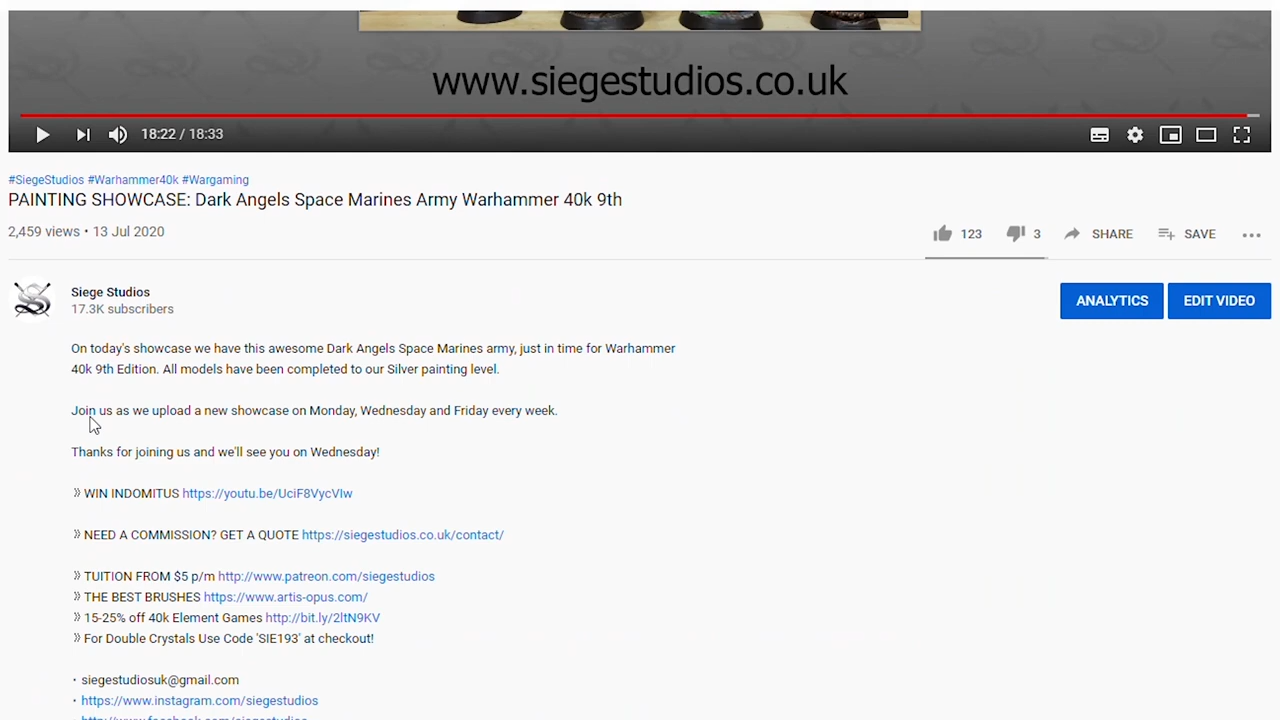 www.siegestudios.co.uk
18:22 / 18:33
#SiegeStudios #Warhammer40k #Wargaming
PAINTING SHOWCASE: Dark Angels Space Marines Army Warhammer 40k 9th
2,459 views • 13 Jul 2020
123 3 SHARE SAVE
Siege Studios
17.3K subscribers
ANALYTICS EDIT VIDEO
On today's showcase we have this awesome Dark Angels Space Marines army, just in time for Warhammer
40k 9th Edition. All models have been completed to our Silver painting level.
Join us as we upload a new showcase on Monday, Wednesday and Friday every week.
Thanks for joining us and we'll see you on Wednesday!
⟫ WIN INDOMITUS https://youtu.be/UciF8VycVIw
⟫ NEED A COMMISSION? GET A QUOTE https://siegestudios.co.uk/contact/
⟫ TUITION FROM $5 p/m http://www.patreon.com/siegestudios
⟫ THE BEST BRUSHES https://www.artis-opus.com/
⟫ 15-25% off 40k Element Games http://bit.ly/2ltN9KV
⟫ For Double Crystals Use Code 'SIE193' at checkout!
· siegestudiosuk@gmail.com
· https://www.instagram.com/siegestudios
· http://www.facebook.com/siegestudios